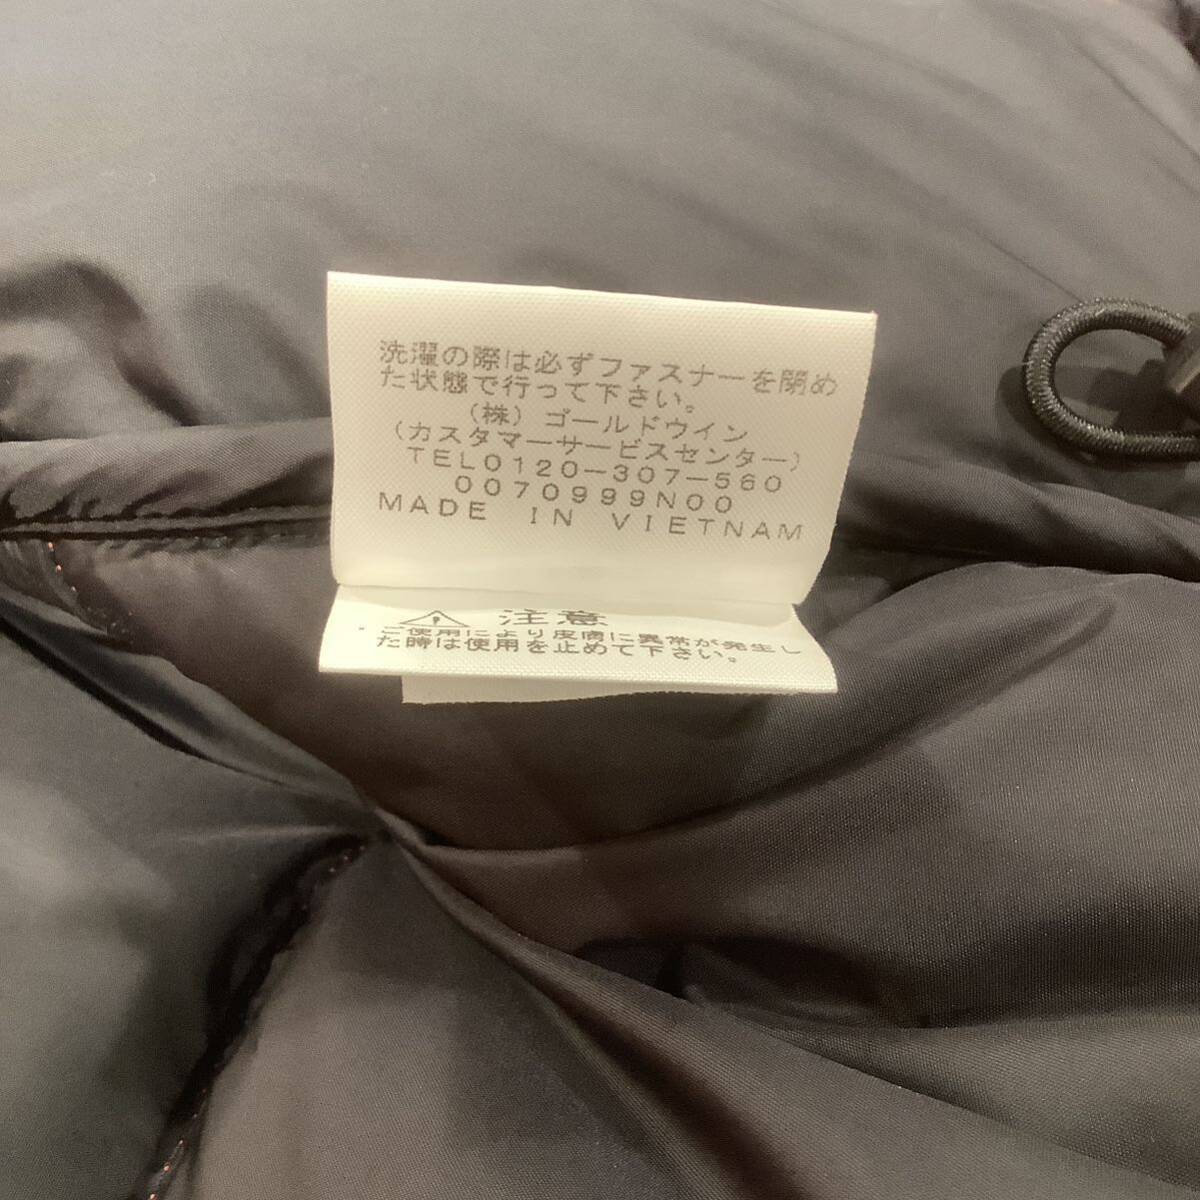 洗濯の際は必ずファスナーを閉め
た状態で行って下さい。
(株)ゴールドウイン
(カスタマーサービスセンター)
TEL0120-307-560
0070999N00
MADE IN VIETNAM
注意
・ご使用により皮膚に異常が発生し
た時は使用を止めて下さい。